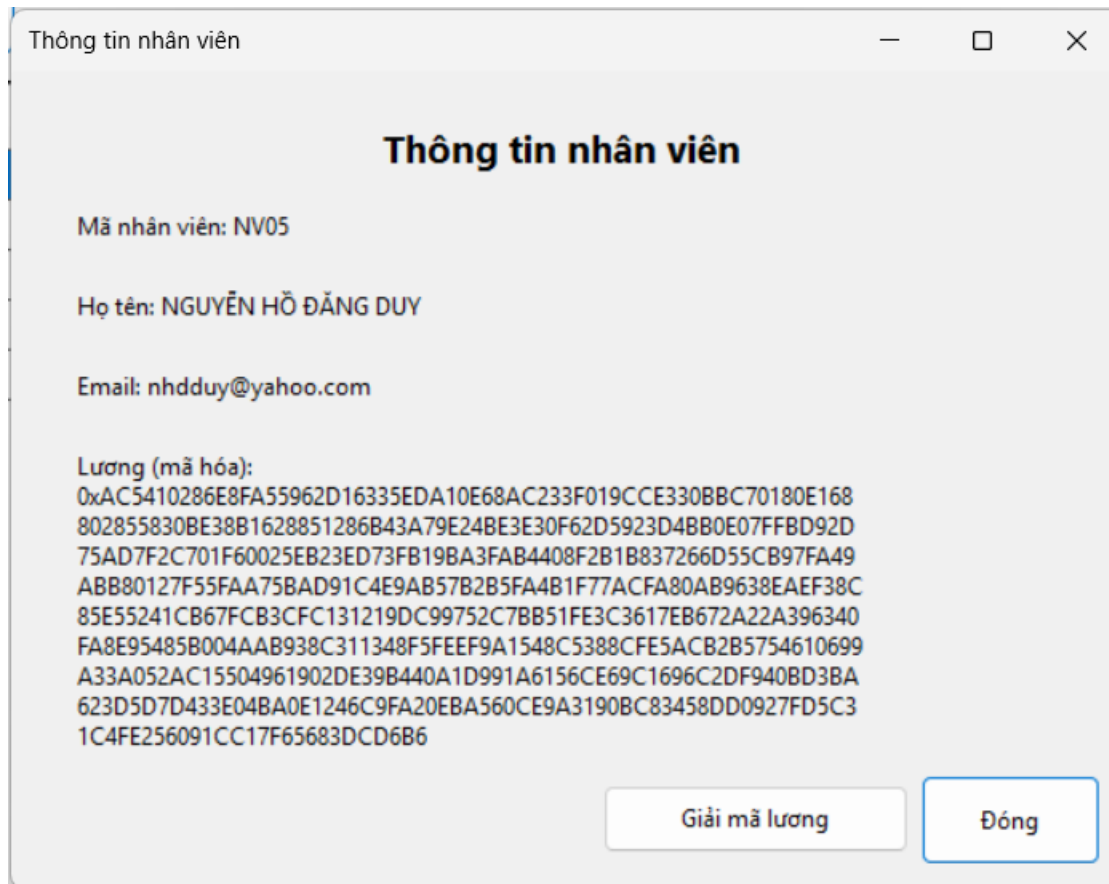 Thông tin nhân viên
Thông tin nhân viên
Mã nhân viên: NV05
Họ tên: NGUYỄN HỒ ĐĂNG DUY
Email: nhdduy@yahoo.com
Lương (mã hóa):
0xAC5410286E8FA55962D16335EDA10E68AC233F019CCE330BBC70180E168
802855830BE38B1628851286B43A79E24BE3E30F62D5923D4BB0E07FFBD92D
75AD7F2C701F60025EB23ED73FB19BA3FAB4408F2B1B837266D55CB97FA49
ABB80127F55FAA75BAD91C4E9AB57B2B5FA4B1F77ACFA80AB9638EAEF38C
85E55241CB67FCB3CFC131219DC99752C7BB51FE3C3617EB672A22A396340
FA8E95485B004AAB938C311348F5FEEF9A1548C5388CFE5ACB2B5754610699
A33A052AC15504961902DE39B440A1D991A6156CE69C1696C2DF940BD3BA
623D5D7D433E04BA0E1246C9FA20EBA560CE9A3190BC83458DD0927FD5C3
1C4FE256091CC17F65683DCD6B6
Giải mã lương
Đóng